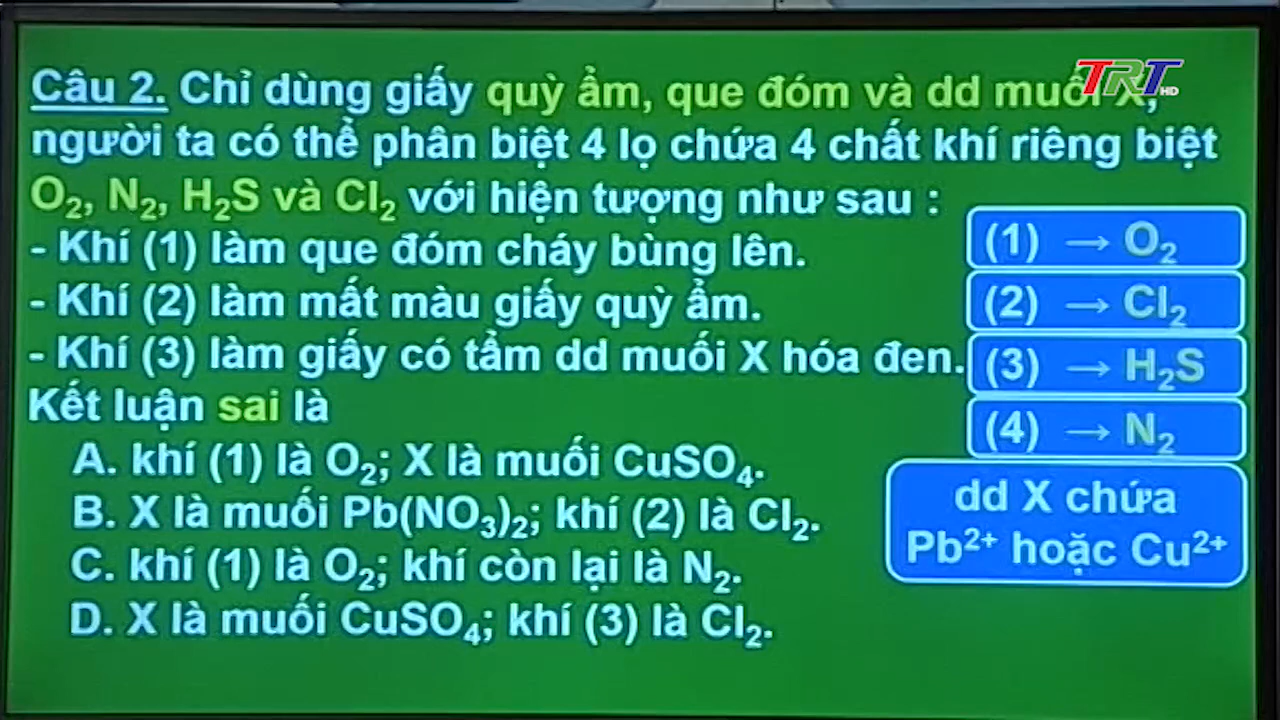 TRT HD
Câu 2. Chỉ dùng giấy quỳ ẩm, que đóm và dd muối X,
người ta có thể phân biệt 4 lọ chứa 4 chất khí riêng biệt
O₂, N₂, H₂S và Cl₂ với hiện tượng như sau :
- Khí (1) làm que đóm cháy bùng lên.
- Khí (2) làm mất màu giấy quỳ ẩm.
- Khí (3) làm giấy có tẩm dd muối X hóa đen.
Kết luận sai là
A. khí (1) là O₂; X là muối CuSO₄.
B. X là muối Pb(NO₃)₂; khí (2) là Cl₂.
C. khí (1) là O₂; khí còn lại là N₂.
D. X là muối CuSO₄; khí (3) là Cl₂.
(1) → O₂
(2) → Cl₂
(3) → H₂S
(4) → N₂
dd X chứa
Pb²⁺ hoặc Cu²⁺